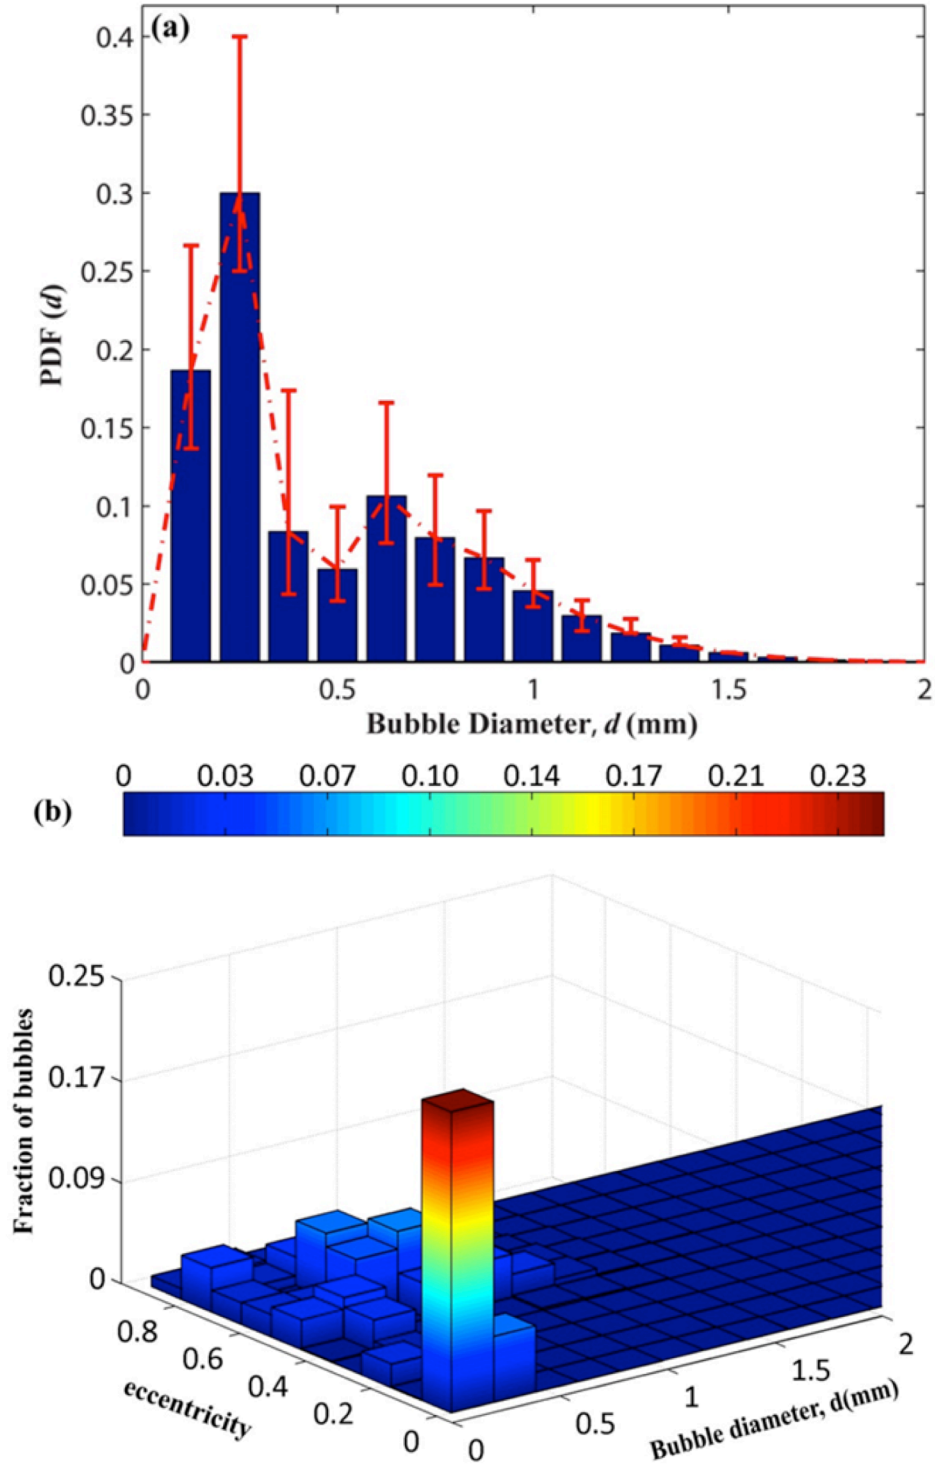 (a)
0.4
0.35
0.3
0.25
0.2
0.15
0.1
0.05
0
PDF (d)
0 0.5 1 1.5 2
Bubble Diameter, d (mm)
0 0.03 0.07 0.10 0.14 0.17 0.21 0.23
(b)
0.25
0.17
0.09
0
Fraction of bubbles
0.8
0.6
0.4
0.2
0
eccentricity
0
0.5
1
1.5
2
Bubble diameter, d(mm)